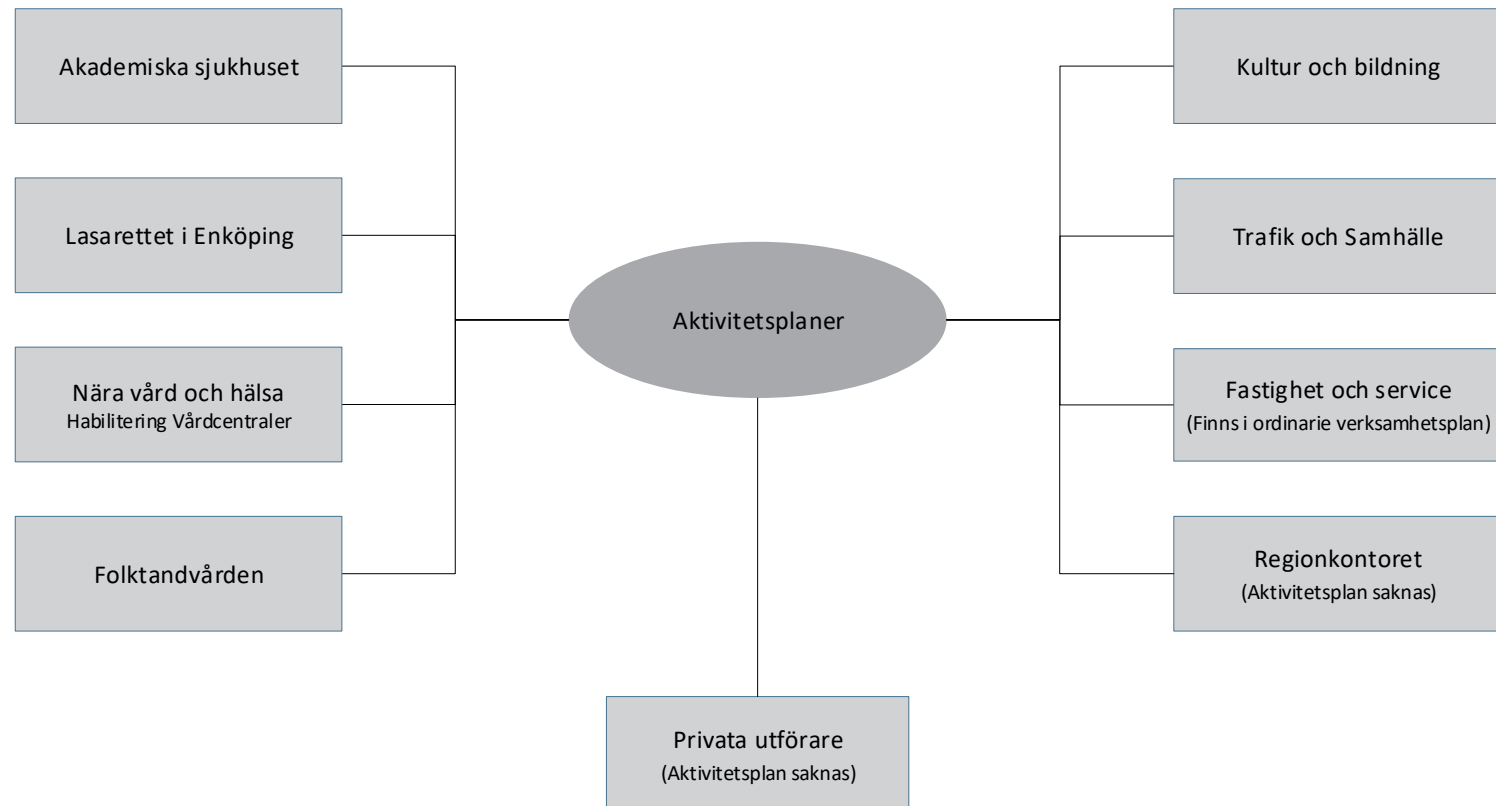 Akademiska sjukhuset
Lasarettet i Enköping
Nära vård och hälsa
Habilitering Vårdcentraler
Folktandvården
Aktivitetsplaner
Privata utförare
(Aktivitetsplan saknas)
Kultur och bildning
Trafik och Samhälle
Fastighet och service
(Finns i ordinarie verksamhetsplan)
Regionkontoret
(Aktivitetsplan saknas)